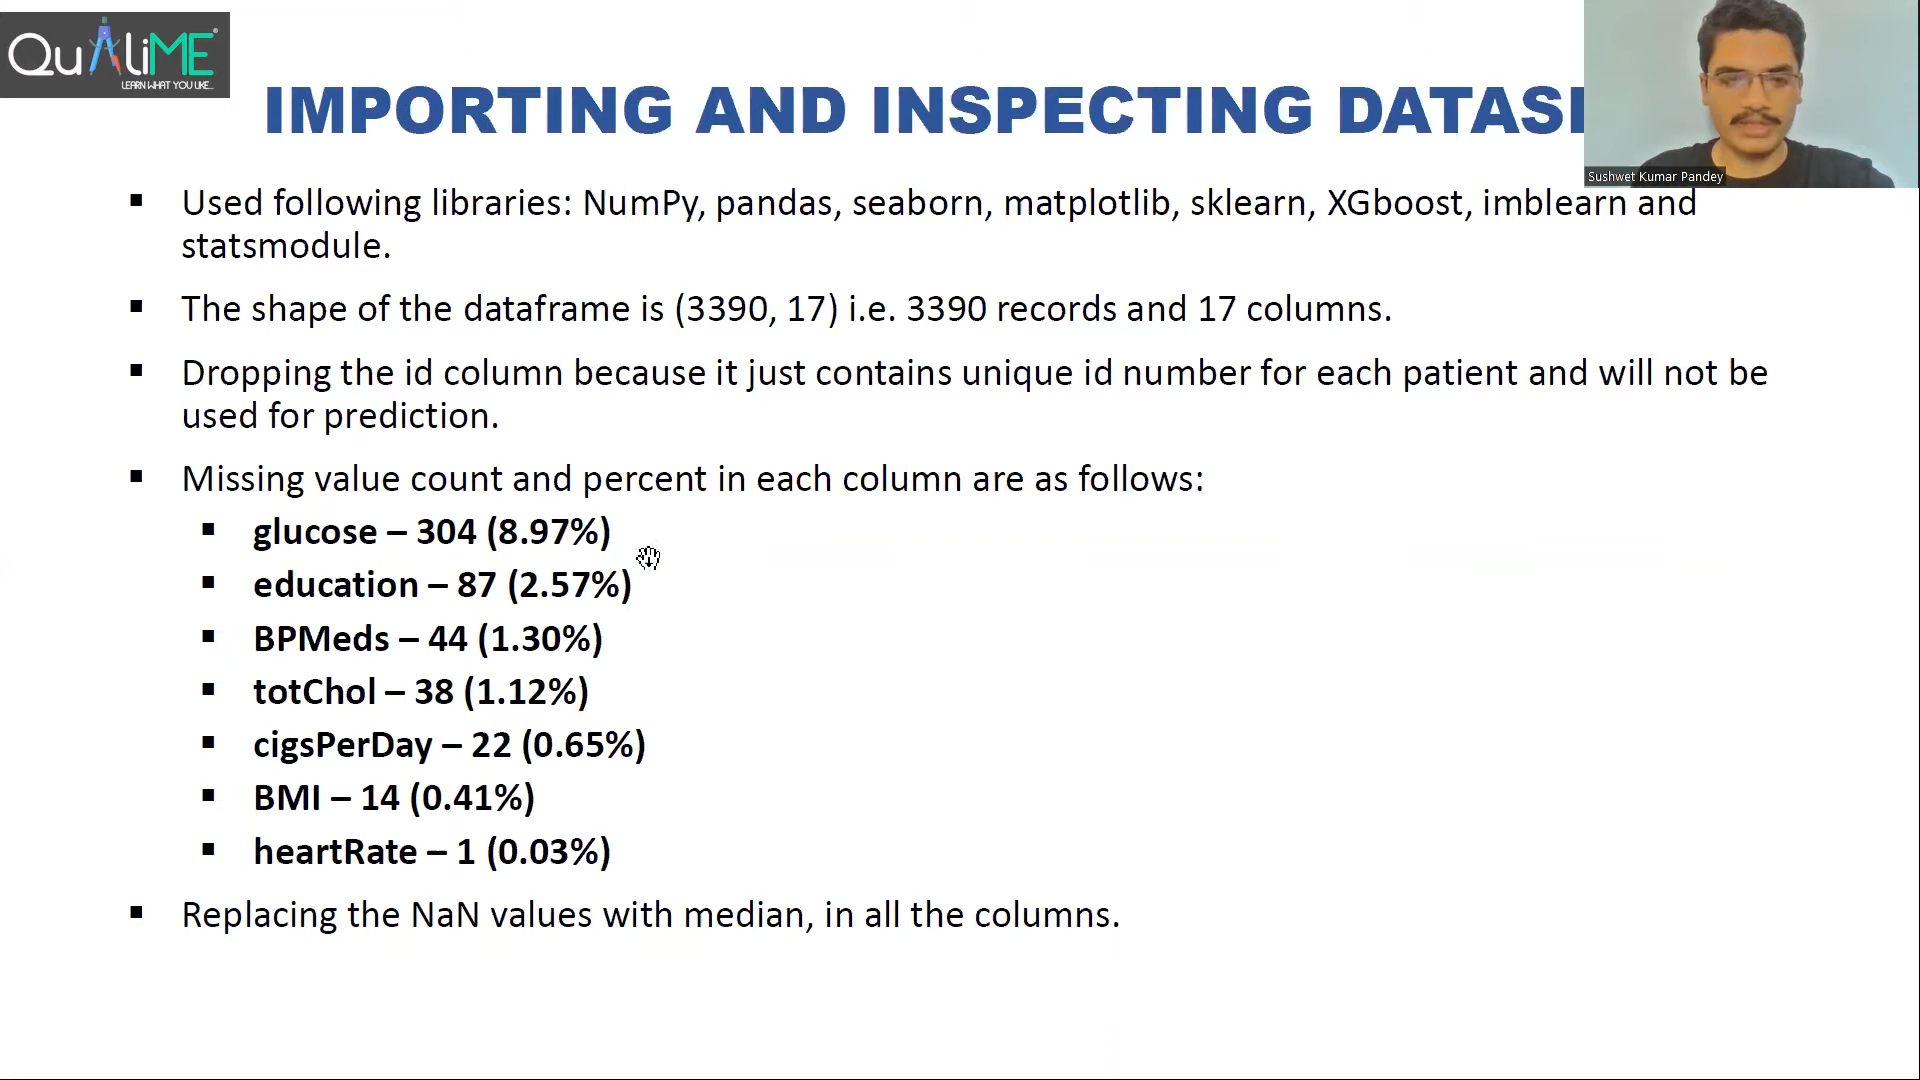 QuAliME
LEARN WHAT YOU LIKE...
IMPORTING AND INSPECTING
Sushwet Kumar Pandey
▪ Used following libraries: NumPy, pandas, seaborn, matplotlib, sklearn, XGboost, imblearn and
statsmodule.
▪ The shape of the dataframe is (3390, 17) i.e. 3390 records and 17 columns.
▪ Dropping the id column because it just contains unique id number for each patient and will not be
used for prediction.
▪ Missing value count and percent in each column are as follows:
▪ glucose – 304 (8.97%)
▪ education – 87 (2.57%)
▪ BPMeds – 44 (1.30%)
▪ totChol – 38 (1.12%)
▪ cigsPerDay – 22 (0.65%)
▪ BMI – 14 (0.41%)
▪ heartRate – 1 (0.03%)
▪ Replacing the NaN values with median, in all the columns.